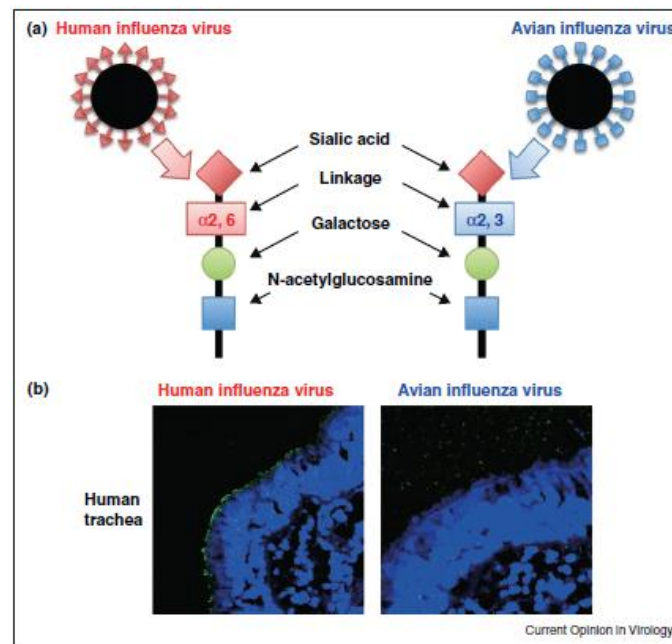 (a) Human influenza virus
Avian influenza virus
Sialic acid
Linkage
α2, 6
α2, 3
Galactose
N-acetylglucosamine
(b)
Human influenza virus
Avian influenza virus
Human
trachea
Current Opinion in Virology